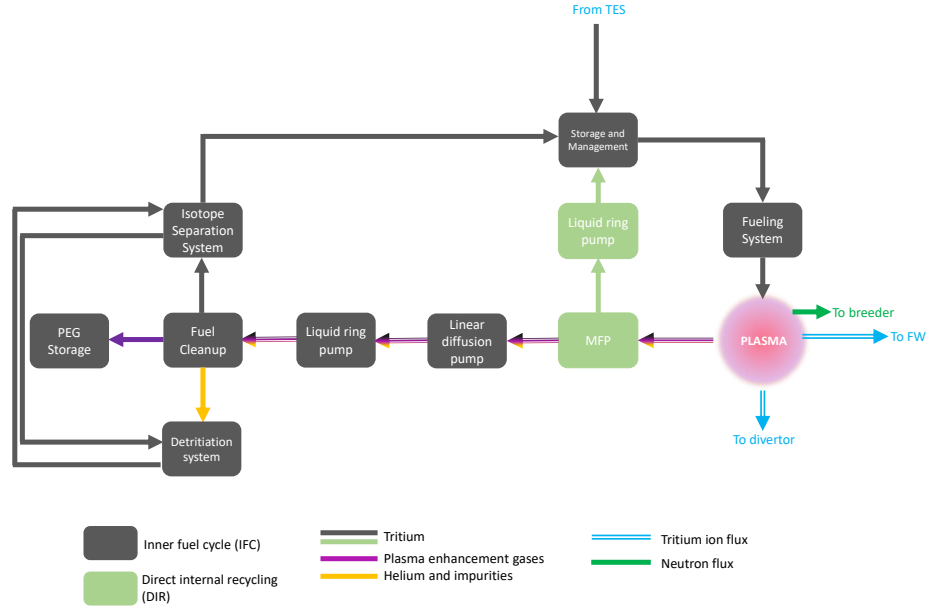 From TES
Storage and
Management
Isotope
Separation
System
Liquid ring
pump
Fueling
System
To breeder
PEG
Storage
Fuel
Cleanup
Liquid ring
pump
Linear
diffusion
pump
MFP
PLASMA
To FW
Detritiation
system
To divertor
Inner fuel cycle (IFC)
Tritium
Tritium ion flux
Plasma enhancement gases
Neutron flux
Helium and impurities
Direct internal recycling
(DIR)